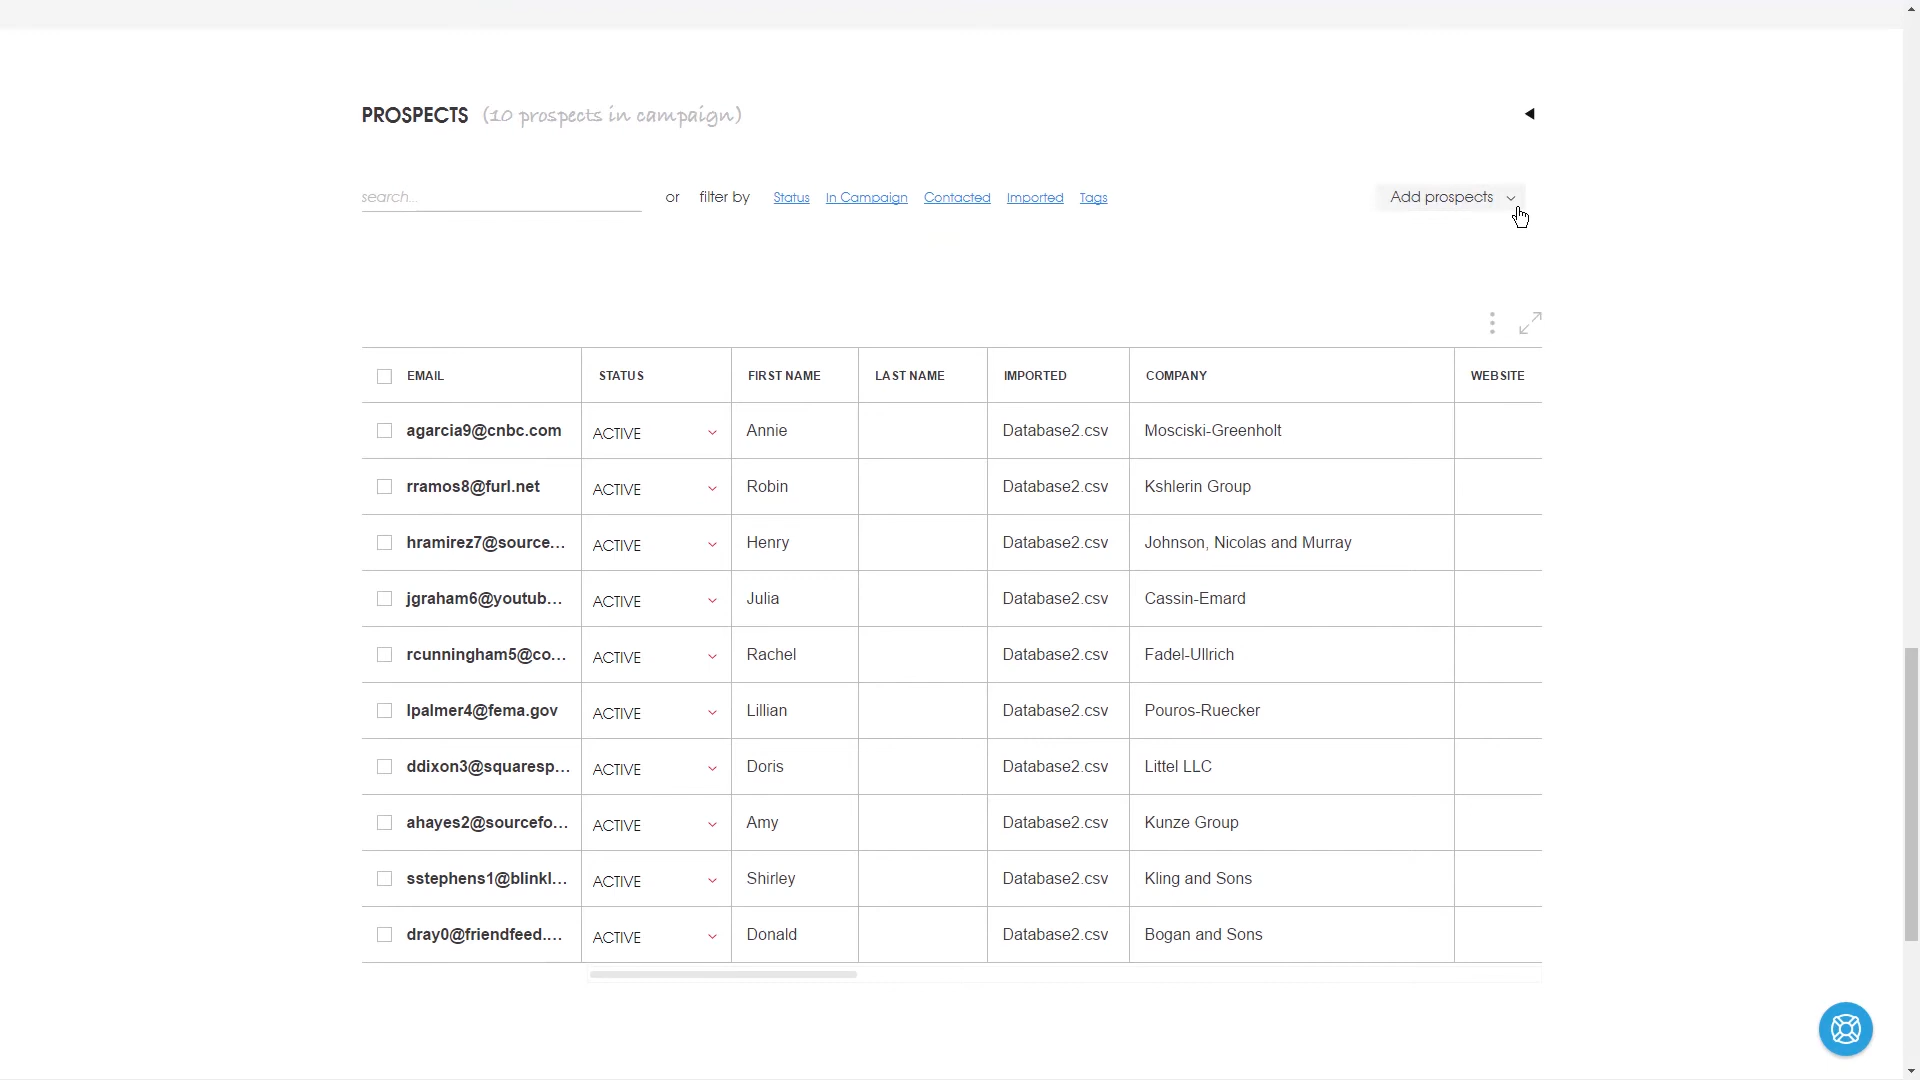 PROSPECTS (10 prospects in campaign)
search... or filter by Status In Campaign Contacted Imported Tags Add prospects
EMAIL STATUS FIRST NAME LAST NAME IMPORTED COMPANY WEBSITE
agarcia9@cnbc.com ACTIVE Annie Database2.csv Mosciski-Greenholt
rramos8@furl.net ACTIVE Robin Database2.csv Kshlerin Group
hramirez7@source... ACTIVE Henry Database2.csv Johnson, Nicolas and Murray
jgraham6@youtub... ACTIVE Julia Database2.csv Cassin-Emard
rcunningham5@co... ACTIVE Rachel Database2.csv Fadel-Ullrich
lpalmer4@fema.gov ACTIVE Lillian Database2.csv Pouros-Ruecker
ddixon3@squaresp... ACTIVE Doris Database2.csv Littel LLC
ahayes2@sourcefo... ACTIVE Amy Database2.csv Kunze Group
sstephens1@blinkl... ACTIVE Shirley Database2.csv Kling and Sons
dray0@friendfeed.... ACTIVE Donald Database2.csv Bogan and Sons